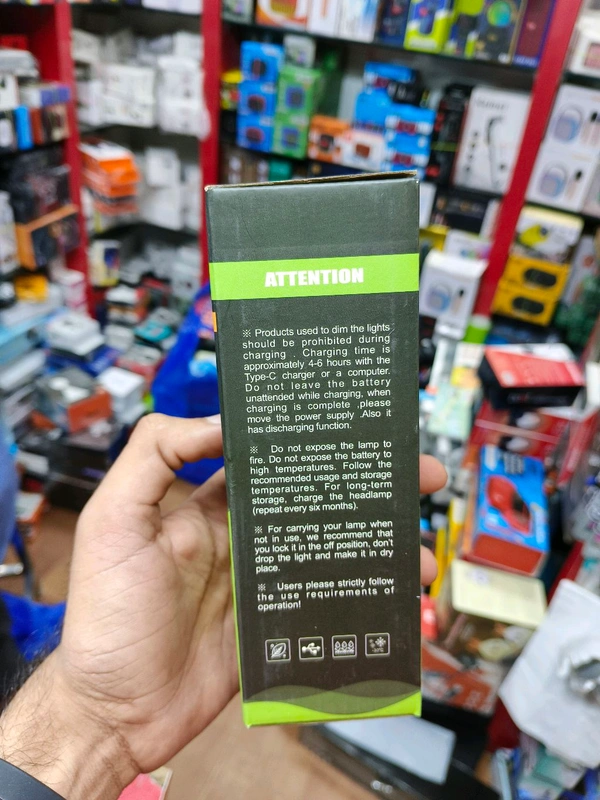 ATTENTION
※ Products used to dim the lights
should be prohibited during
charging . Charging time is
approximately 4-6 hours with the
Type-C charger or a computer.
Do not leave the battery
unattended while charging, when
charging is complete ,please
move the power supply .Also it
has discharging function.
※ Do not expose the lamp to
fire. Do not expose the battery to
high temperatures. Follow the
recommended usage and storage
temperatures. For long-term
storage, charge the headlamp
(repeat every six months).
※ For carrying your lamp when
not in use, we recommend that
you lock it in the off position, don't
drop the light and make it in dry
place.
※ Users please strictly follow
the use requirements of
operation!